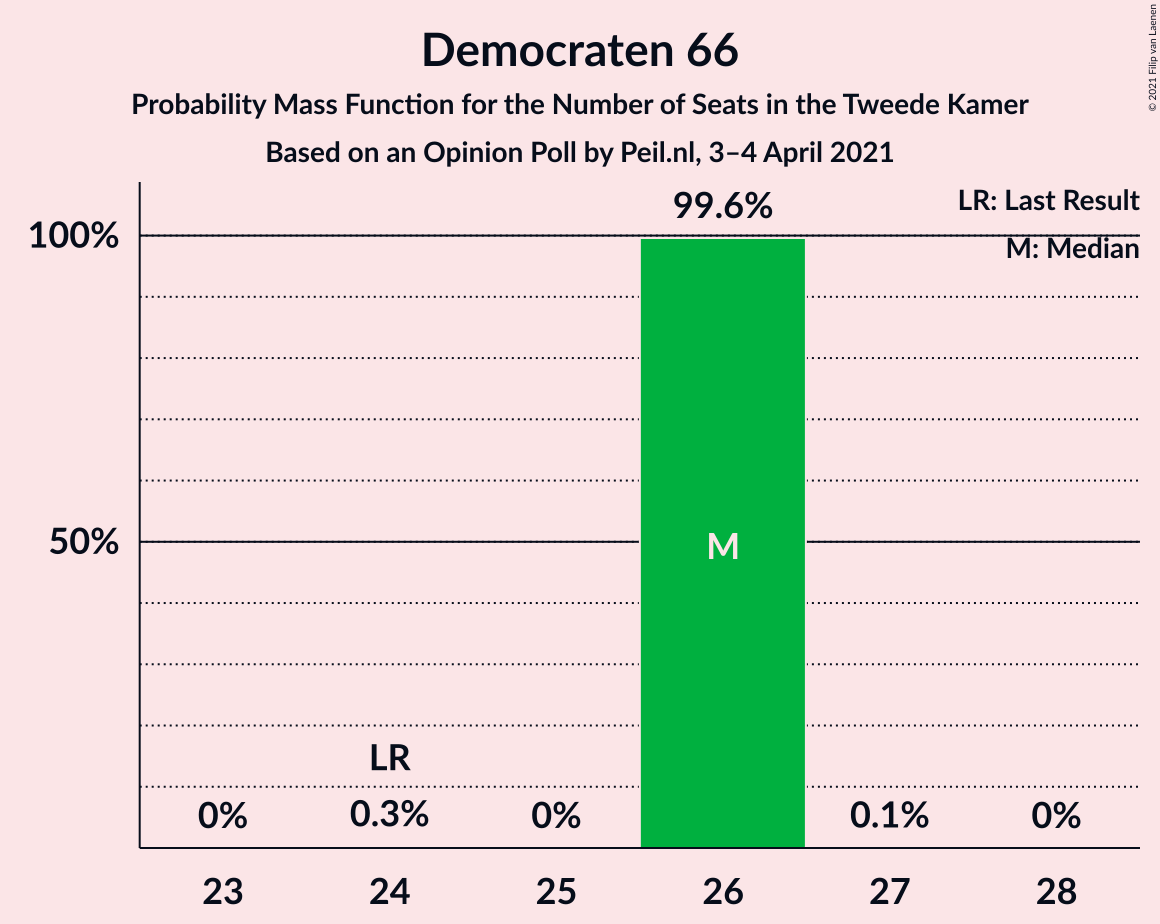 Democraten 66
Probability Mass Function for the Number of Seats in the Tweede Kamer
Based on an Opinion Poll by Peil.nl, 3–4 April 2021
© 2021 Filip van Laenen
LR: Last Result
M: Median
99.6%
100%
50%
M
LR
0%
0.3%
0%
0.1%
0%
23
24
25
26
27
28